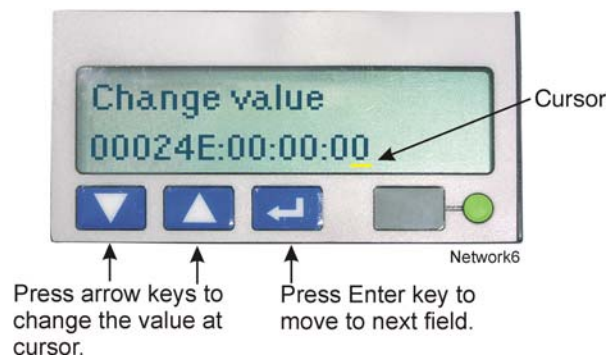 Change value
00024E:00:00:00
Cursor
Network6
Press arrow keys to
change the value at
cursor.
Press Enter key to
move to next field.